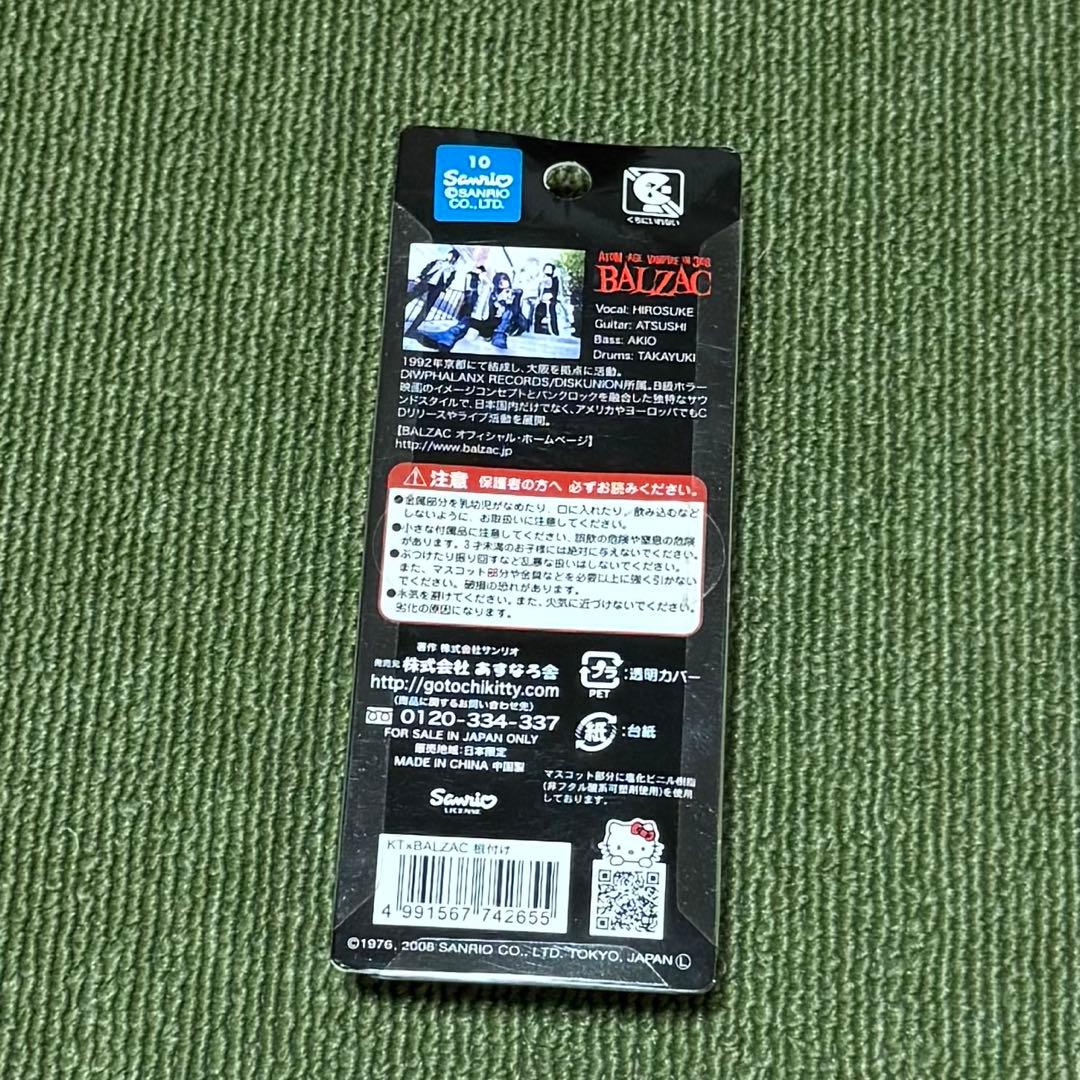 10
Sanrio
©SANRIO
CO., LTD.
くちにいれない
ATOM AGE VAMPIRE IN 308
BALZAC
Vocal: HIROSUKE
Guitar: ATSUSHI
Bass: AKIO
Drums: TAKAYUKI
1992年京都にて結成し、大阪を拠点に活動。
DIW/PHALANX RECORDS/DISKUNION所属。B級ホラー
映画のイメージコンセプトとパンクロックを融合した独特なサウ
ンドスタイルで、日本国内だけでなく、アメリカやヨーロッパでもC
Dリリースやライブ活動を展開。
【BALZAC オフィシャル・ホームページ】
http://www.balzac.jp
注意 保護者の方へ 必ずお読みください。
●金属部分を乳幼児がなめたり、口に入れたり、飲み込むなど
しないように、お取扱いに注意してください。
●小さな付属品に注意してください、誤飲の危険や窒息の危険
があります。3才未満のお子様には絶対に与えないでください。
●ぶつけたり振り回すなど乱暴な扱いはしないでください。
また、マスコット部分や金具などを必要以上に強く引かない
でください。破損の恐れがあります。
●水気を避けてください。また、火気に近づけないでください。
劣化の原因になります。
著作 株式会社サンリオ
発売元 株式会社 あすなろ舎
http://gotochikitty.com
(商品に関するお問い合わせ先)
0120-334-337
FOR SALE IN JAPAN ONLY
販売地域:日本限定
MADE IN CHINA 中国製
プラ :透明カバー
PET
紙 :台紙
マスコット部分に塩化ビニル樹脂
(非フタル酸系可塑剤使用)を使用
しております。
Sanrio
LICENSE
KT×BALZAC 根付け
4 991567 742655
©1976, 2008 SANRIO CO., LTD. TOKYO, JAPAN Ⓛ